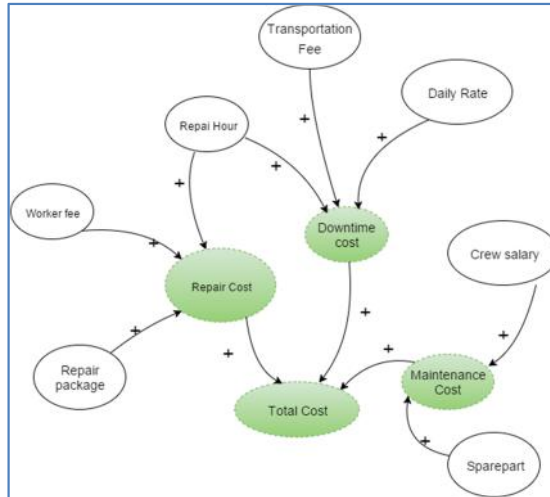 Transportation
Fee
Daily Rate
Repai Hour
+
+
+
+
Worker fee
+
Downtime
cost
Crew salary
Repair Cost
+
+
+
+
+
Repair
package
Maintenance
Cost
Total Cost
+
Sparepart